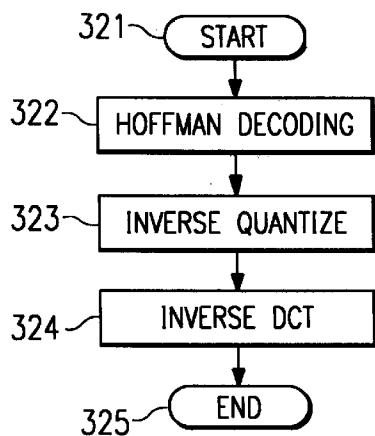 321 START
322 HOFFMAN DECODING
323 INVERSE QUANTIZE
324 INVERSE DCT
325 END